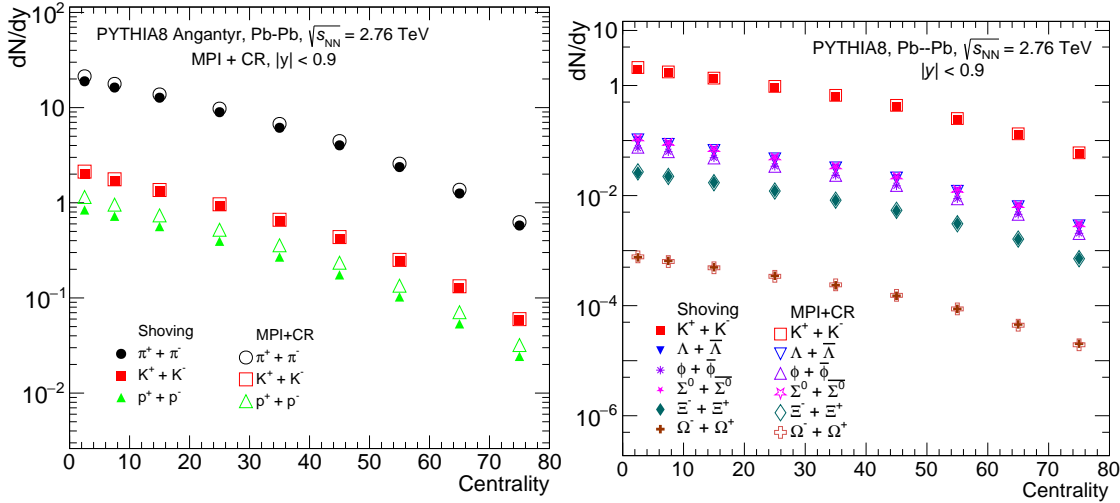 dN/dy
PYTHIA8 Angantyr, Pb-Pb, √s_NN = 2.76 TeV
MPI + CR, |y| < 0.9
10²
10
1
10⁻¹
10⁻²
Shoving MPI+CR
π⁺ + π⁻ π⁺ + π⁻
K⁺ + K⁻ K⁺ + K⁻
p⁺ + p⁻ p⁺ + p⁻
0 10 20 30 40 50 60 70 80
Centrality
dN/dy
PYTHIA8, Pb--Pb, √s_NN = 2.76 TeV
|y| < 0.9
10
1
10⁻²
10⁻⁴
10⁻⁶
Shoving MPI+CR
K⁺ + K⁻ K⁺ + K⁻
Λ + Λ̅ Λ + Λ̅
ϕ + ϕ̅ ϕ + ϕ̅
Σ⁰ + Σ̅⁰ Σ⁰ + Σ̅⁰
Ξ⁻ + Ξ⁺ Ξ⁻ + Ξ⁺
Ω⁻ + Ω⁺ Ω⁻ + Ω⁺
0 10 20 30 40 50 60 70 80
Centrality